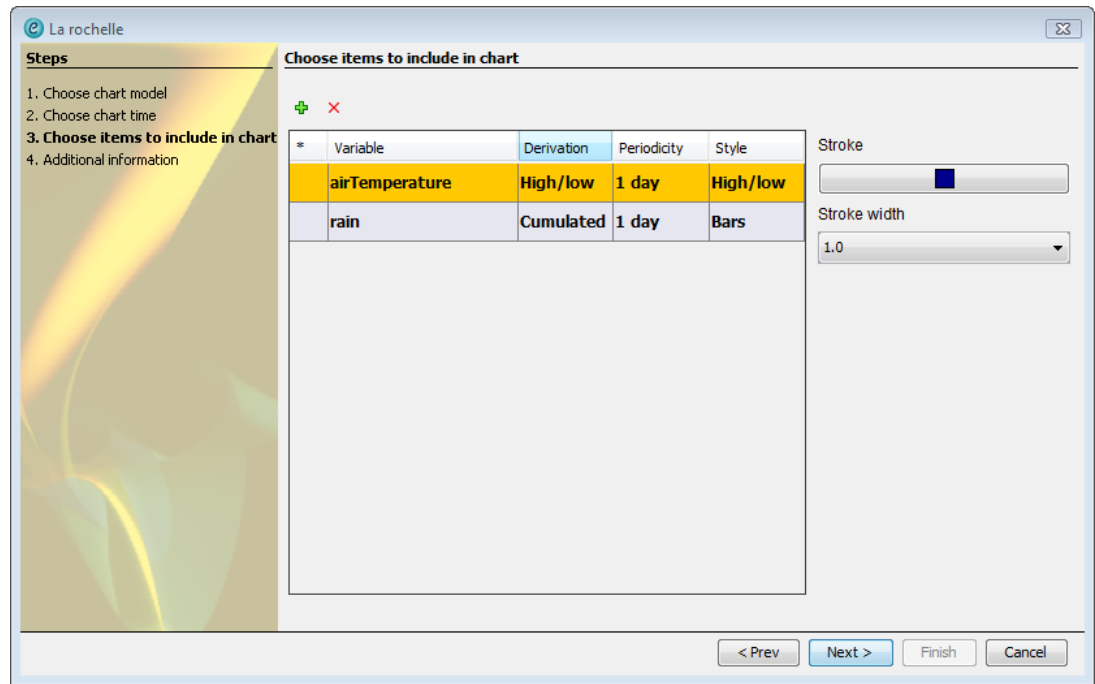 La rochelle
Steps
1. Choose chart model
2. Choose chart time
3. Choose items to include in chart
4. Additional information
Choose items to include in chart
* Variable Derivation Periodicity Style
airTemperature High/low 1 day High/low
rain Cumulated 1 day Bars
Stroke
Stroke width
1.0
< Prev Next > Finish Cancel